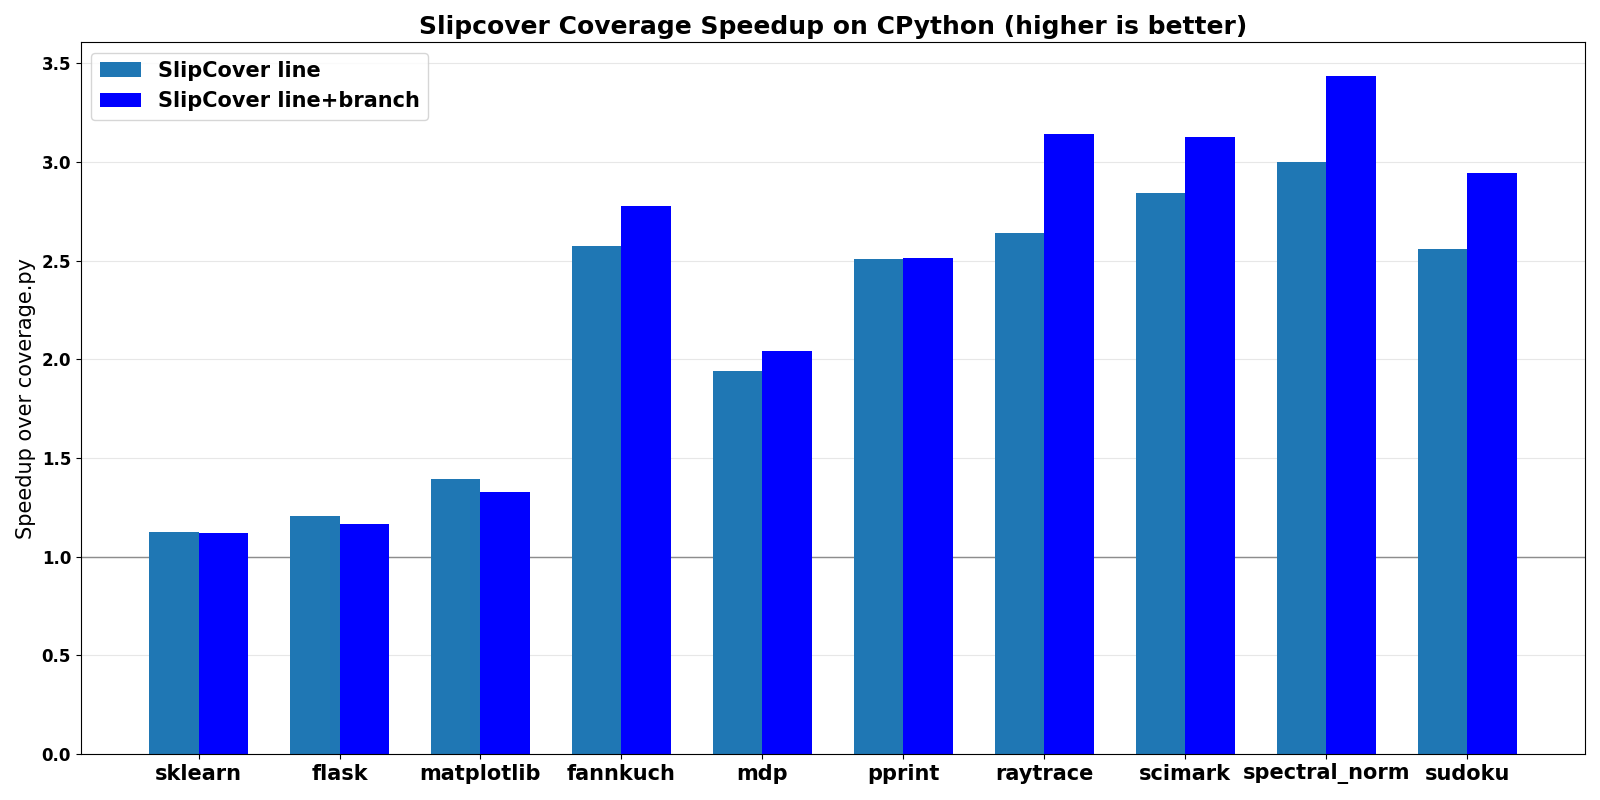 Slipcover Coverage Speedup on CPython (higher is better)
SlipCover line
SlipCover line+branch
Speedup over coverage.py
3.5
3.0
2.5
2.0
1.5
1.0
0.5
0.0
sklearn flask matplotlib fannkuch mdp pprint raytrace scimark spectral_norm sudoku